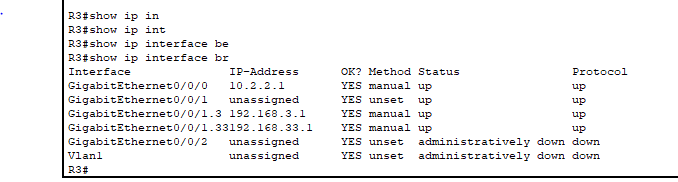 R3#show ip in
R3#show ip int
R3#show ip interface be
R3#show ip interface br
Interface              IP-Address      OK? Method Status                Protocol
GigabitEthernet0/0/0   10.2.2.1        YES manual up                    up
GigabitEthernet0/0/1   unassigned      YES unset  up                    up
GigabitEthernet0/0/1.3 192.168.3.1     YES manual up                    up
GigabitEthernet0/0/1.33192.168.33.1    YES manual up                    up
GigabitEthernet0/0/2   unassigned      YES unset  administratively down down
Vlan1                  unassigned      YES unset  administratively down down
R3#